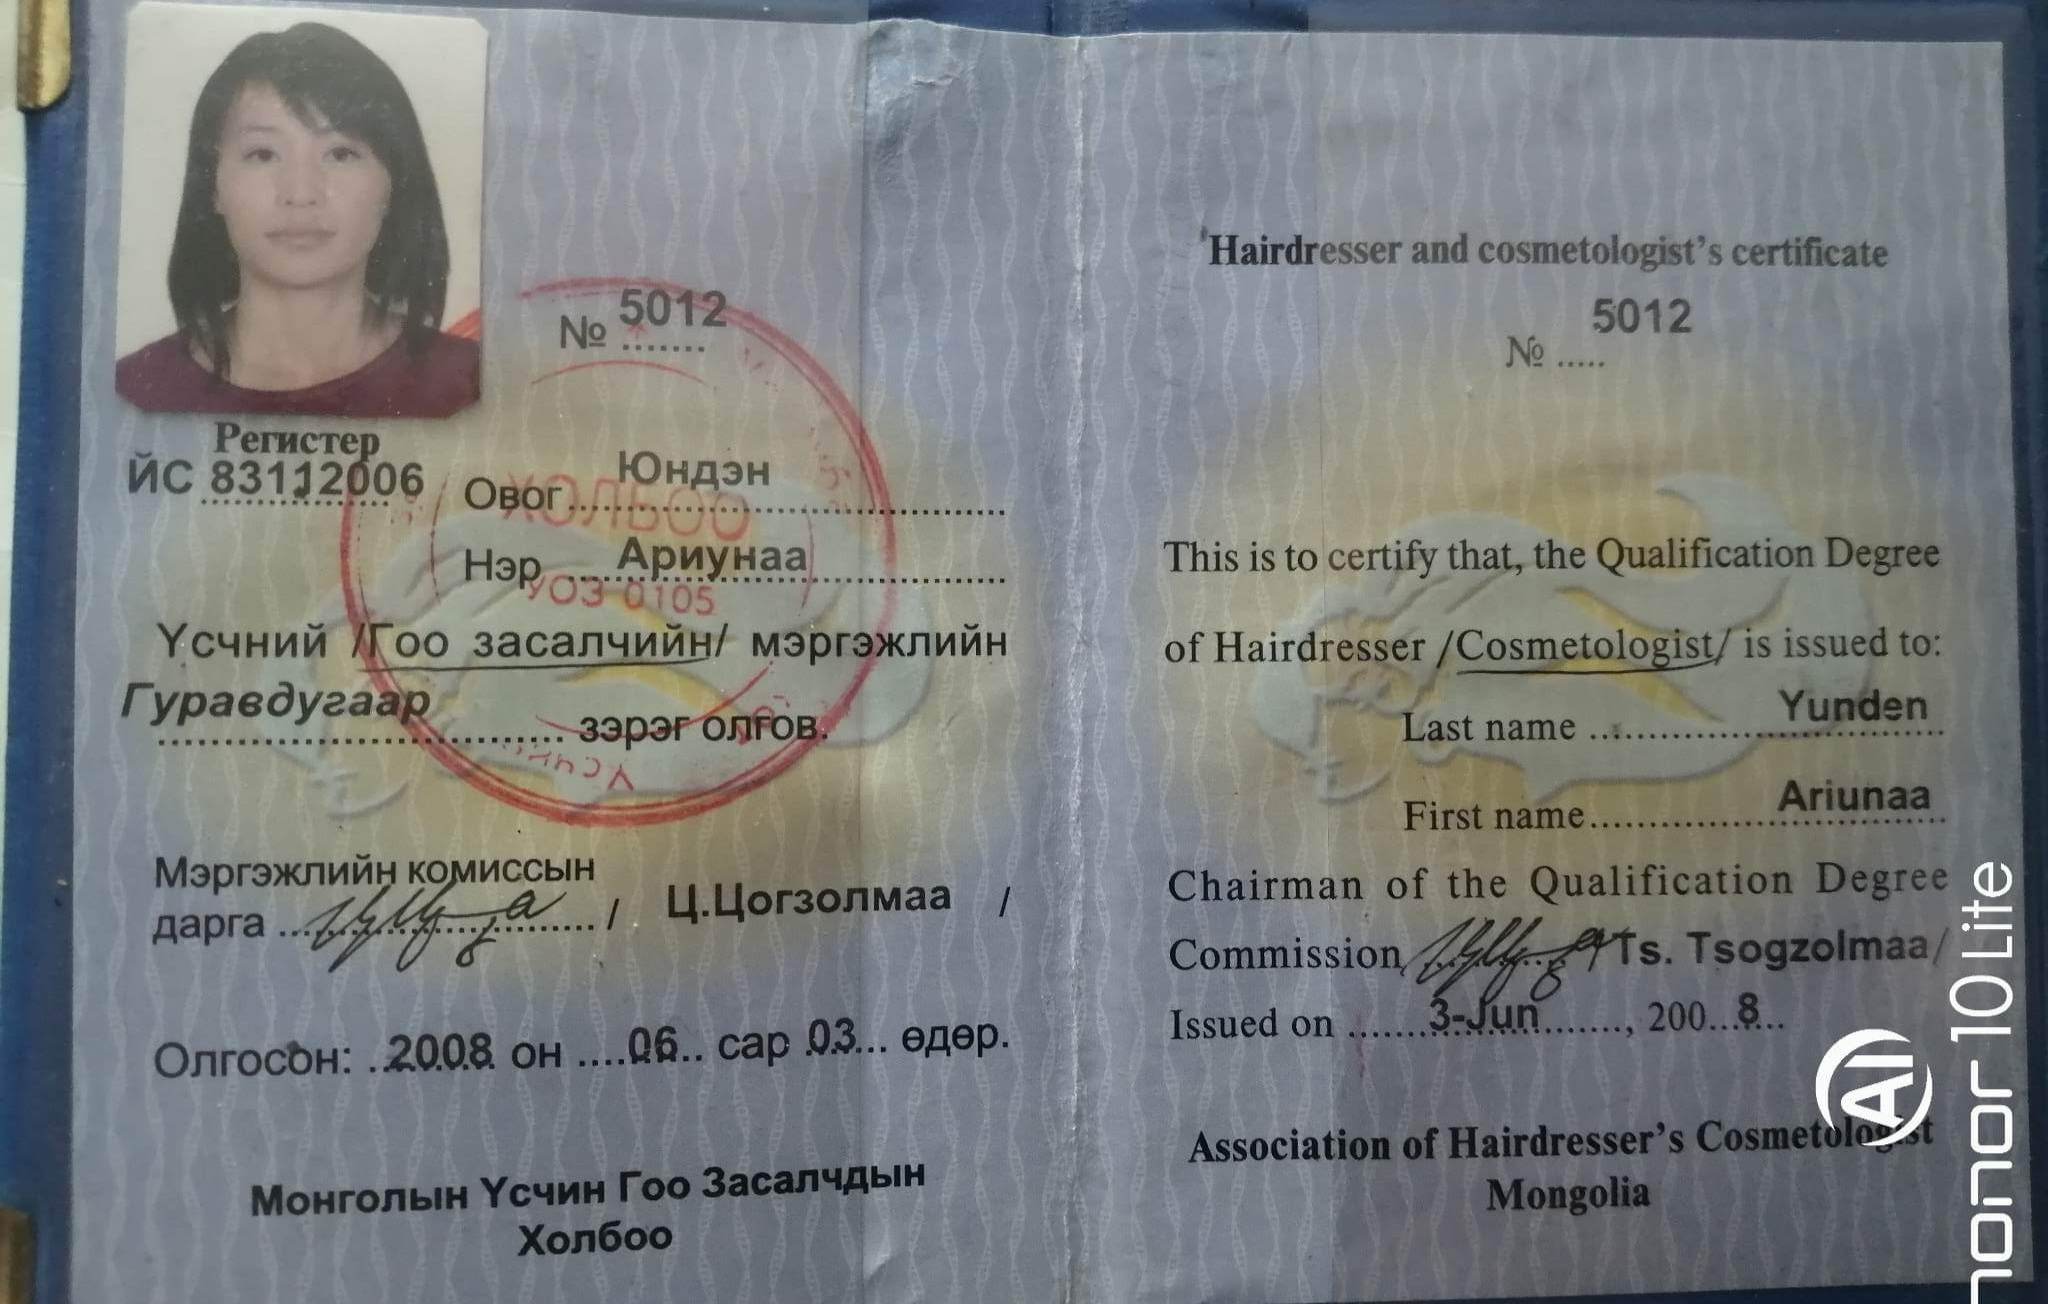 № 5012
Регистер
ЙС 83112006
Овог Юндэн
Нэр Ариунаа
ХОЛБОО
УОЗ 0105
Үсчний /Гоо засалчийн/ мэргэжлийн
Гуравдугаар зэрэг олгов.
Мэргэжлийн комиссын
дарга / Ц.Цогзолмаа /
Олгосон: 2008 он 06 сар 03 өдөр.
Монголын Үсчин Гоо Засалчдын
Холбоо
Hairdresser and cosmetologist's certificate
№ 5012
This is to certify that, the Qualification Degree
of Hairdresser /Cosmetologist/ is issued to:
Last name Yunden
First name Ariunaa
Chairman of the Qualification Degree
Commission /Ts. Tsogzolmaa/
Issued on 3-Jun, 2008
Association of Hairdresser's Cosmetologist
Mongolia
AI
honor 10 Lite